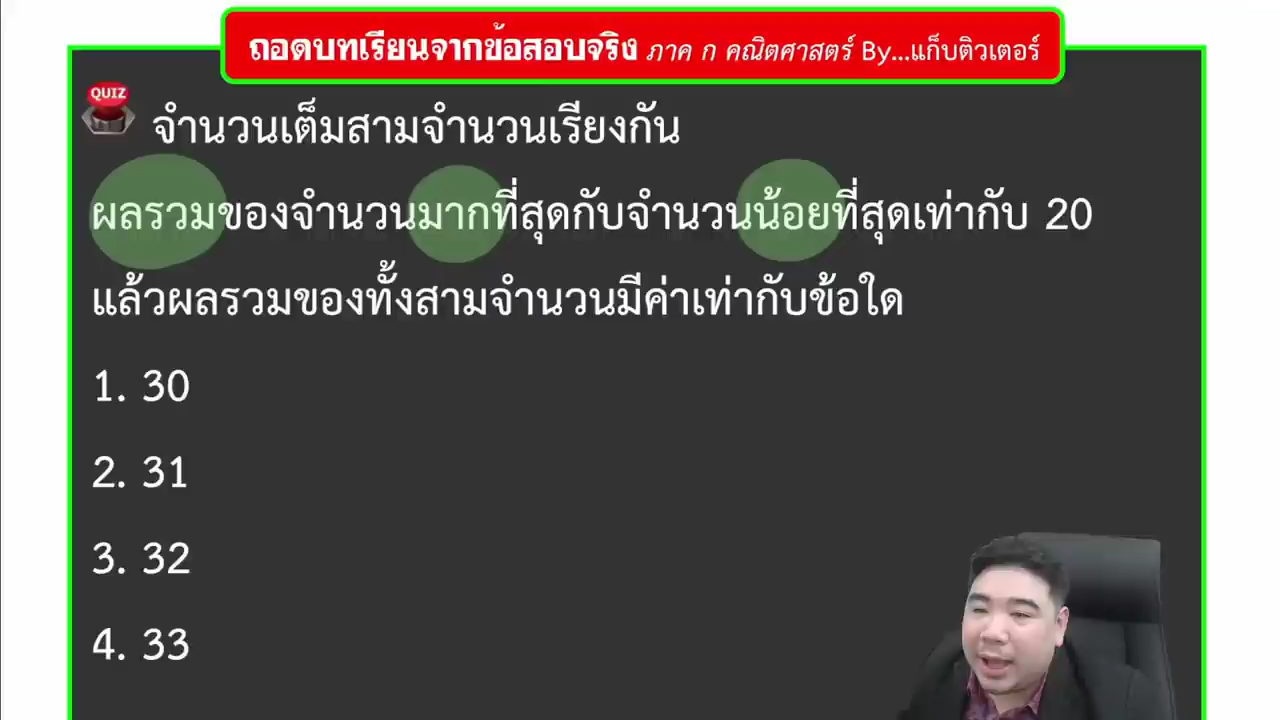 ถอดบทเรียนจากข้อสอบจริง ภาค ก คณิตศาสตร์ By...แก็บติวเตอร์
QUIZ
จำนวนเต็มสามจำนวนเรียงกัน
ผลรวมของจำนวนมากที่สุดกับจำนวนน้อยที่สุดเท่ากับ 20
แล้วผลรวมของทั้งสามจำนวนมีค่าเท่ากับข้อใด
1. 30
2. 31
3. 32
4. 33